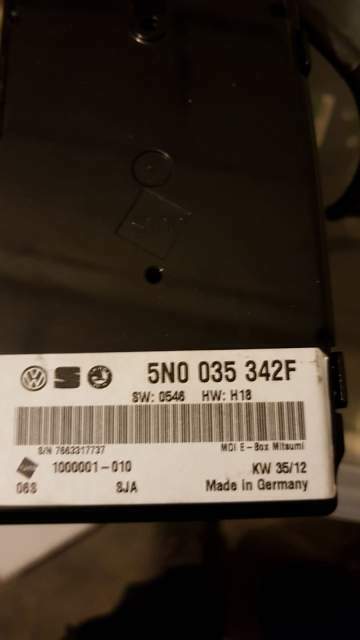 5N0 035 342F
SW: 0546 HW: H18
S/N 7663317737 MDI E-Box Mitsumi
1000001-010 KW 35/12
06S SJA Made in Germany